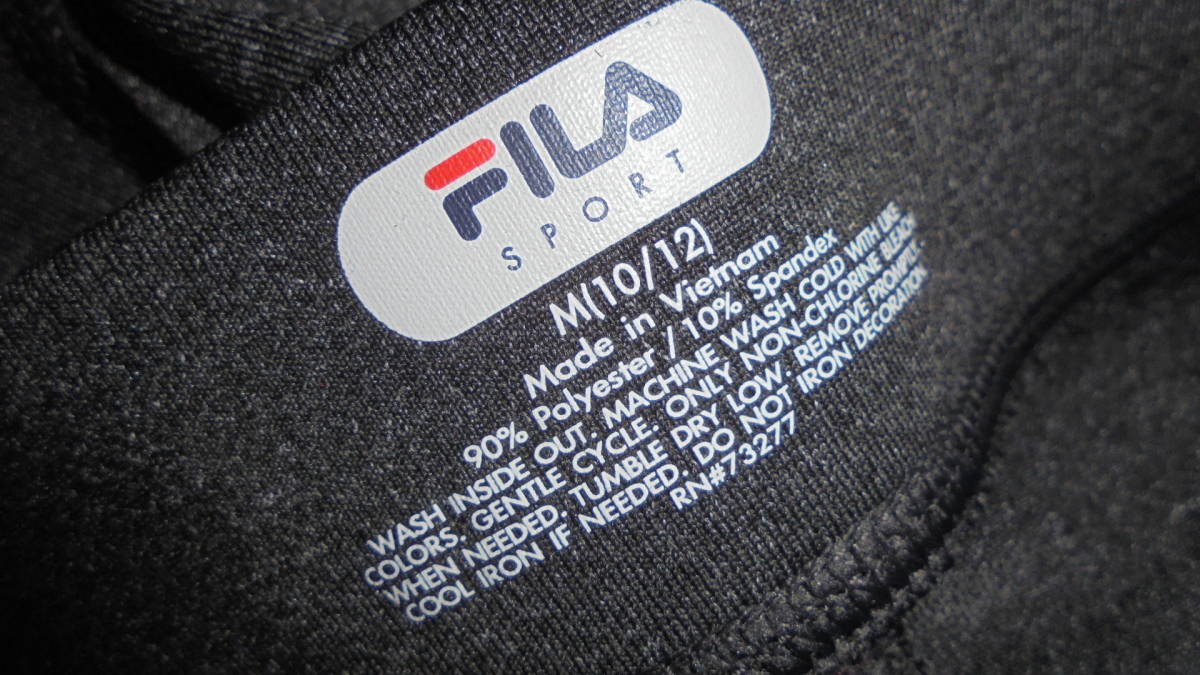 FILA
SPORT
M(10/12)
Made in Vietnam
90% Polyester / 10% Spandex
WASH INSIDE OUT. MACHINE WASH COLD WITH LIKE
COLORS. GENTLE CYCLE. ONLY NON-CHLORINE BLEACH
WHEN NEEDED. TUMBLE DRY LOW. REMOVE PROMPTLY.
COOL IRON IF NEEDED. DO NOT IRON DECORATION.
RN#73277